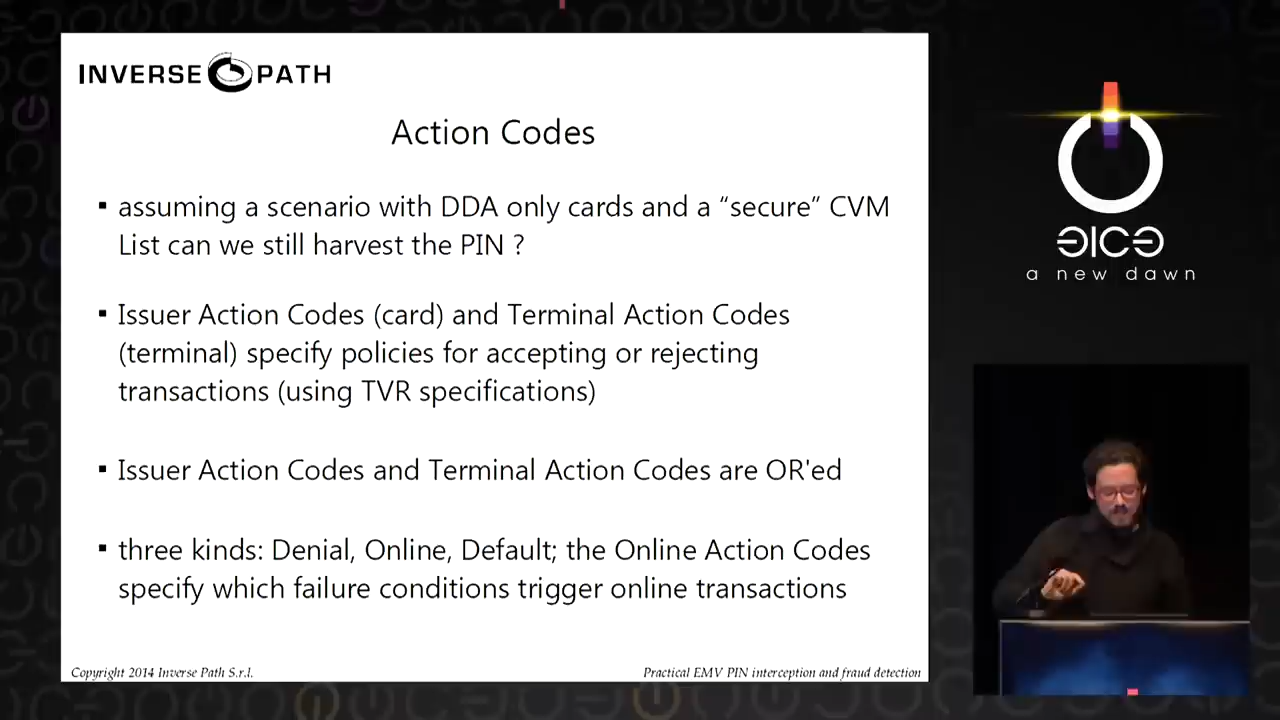 INVERSE PATH
Action Codes
▪ assuming a scenario with DDA only cards and a “secure” CVM
List can we still harvest the PIN ?
▪ Issuer Action Codes (card) and Terminal Action Codes
(terminal) specify policies for accepting or rejecting
transactions (using TVR specifications)
▪ Issuer Action Codes and Terminal Action Codes are OR'ed
▪ three kinds: Denial, Online, Default; the Online Action Codes
specify which failure conditions trigger online transactions
Copyright 2014 Inverse Path S.r.l.
Practical EMV PIN interception and fraud detection
a new dawn